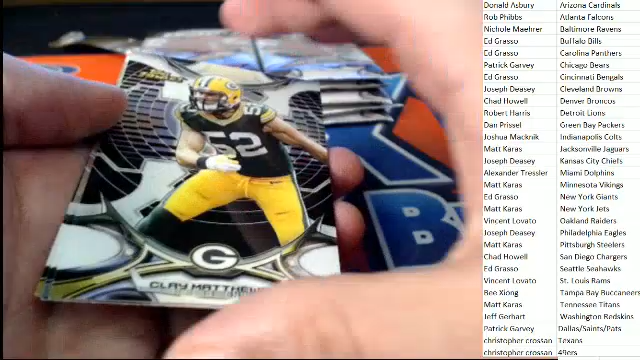 Donald Asbury Arizona Cardinals
Rob Phibbs Atlanta Falcons
Nichole Maehrer Baltimore Ravens
Ed Grasso Buffalo Bills
Ed Grasso Carolina Panthers
Patrick Garvey Chicago Bears
Ed Grasso Cincinnati Bengals
Joseph Deasey Cleveland Browns
Chad Howell Denver Broncos
Robert Harris Detroit Lions
Dan Prissel Green Bay Packers
Joshua Macknik Indianapolis Colts
Matt Karas Jacksonville Jaguars
Joseph Deasey Kansas City Chiefs
Alexander Tressler Miami Dolphins
Matt Karas Minnesota Vikings
Ed Grasso New York Giants
Matt Karas New York Jets
Vincent Lovato Oakland Raiders
Joseph Deasey Philadelphia Eagles
Matt Karas Pittsburgh Steelers
Chad Howell San Diego Chargers
Ed Grasso Seattle Seahawks
Vincent Lovato St. Louis Rams
Bee Xiong Tampa Bay Buccaneers
Matt Karas Tennessee Titans
Jeff Gerhart Washington Redskins
Patrick Garvey Dallas/Saints/Pats
christopher crossan Texans
christopher crossan 49ers
52
G
CLAY MATTHEWS